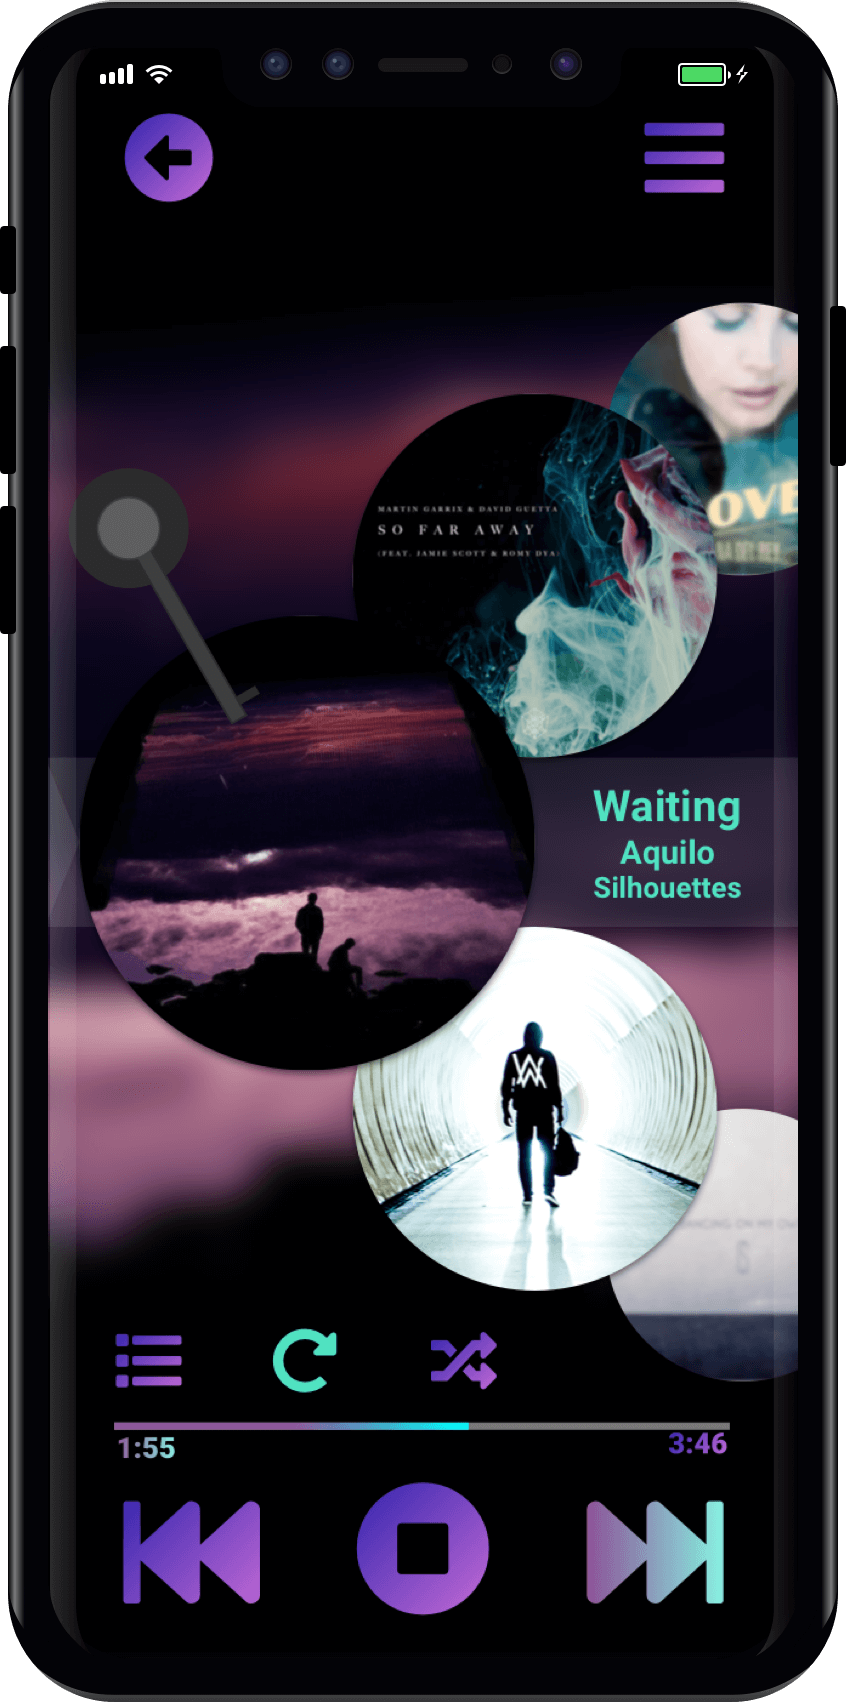 OVE
MARTIN GARRIX & DAVID GUETTA
SO FAR AWAY
(FEAT. JAMIE SCOTT & ROMY DYA)
Waiting
Aquilo
Silhouettes
1:55
3:46